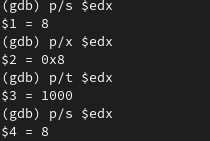 (gdb) p/s $edx
$1 = 8
(gdb) p/x $edx
$2 = 0x8
(gdb) p/t $edx
$3 = 1000
(gdb) p/s $edx
$4 = 8